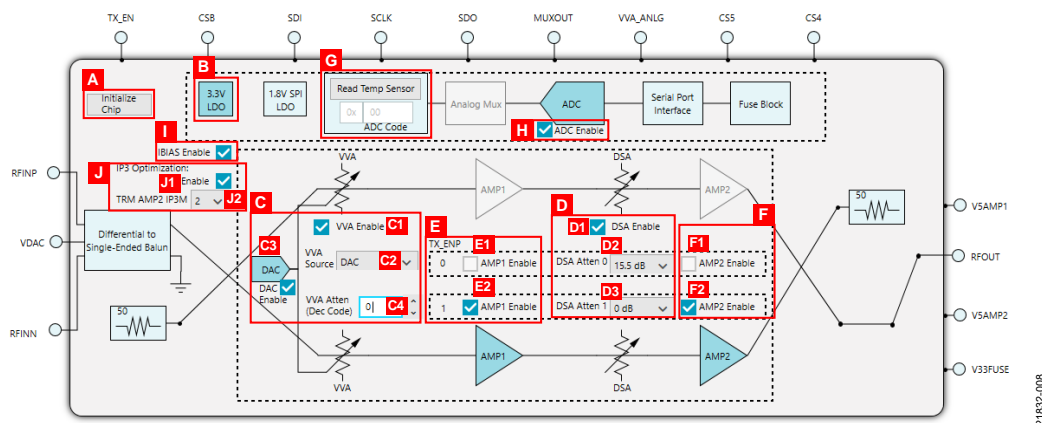 TX_EN CSB SDI SCLK SDO MUXOUT VVA_ANLG CS5 CS4
A
Initialize
Chip
B
3.3V
LDO
1.8V SPI
LDO
G
Read Temp Sensor
0x 00
ADC Code
Analog Mux
ADC
H
ADC Enable
Serial Port
Interface
Fuse Block
I
IBIAS Enable
J
IP3 Optimization:
J1
Enable
TRM AMP2 IP3M
2
J2
RFINP
VDAC
RFINN
Differential to
Single-Ended Balun
50
VVA
AMP1
DSA
AMP2
50
C
VVA Enable
C1
C3
DAC
DAC
Enable
VVA
Source
DAC
C2
VVA Atten
(Dec Code)
0
C4
E
TX_ENP
E1
0
AMP1 Enable
E2
1
AMP1 Enable
D
D1
DSA Enable
D2
DSA Atten 0
15.5 dB
D3
DSA Atten 1
0 dB
F
F1
AMP2 Enable
F2
AMP2 Enable
VVA
AMP1
DSA
AMP2
V5AMP1
RFOUT
V5AMP2
V33FUSE
21832-008